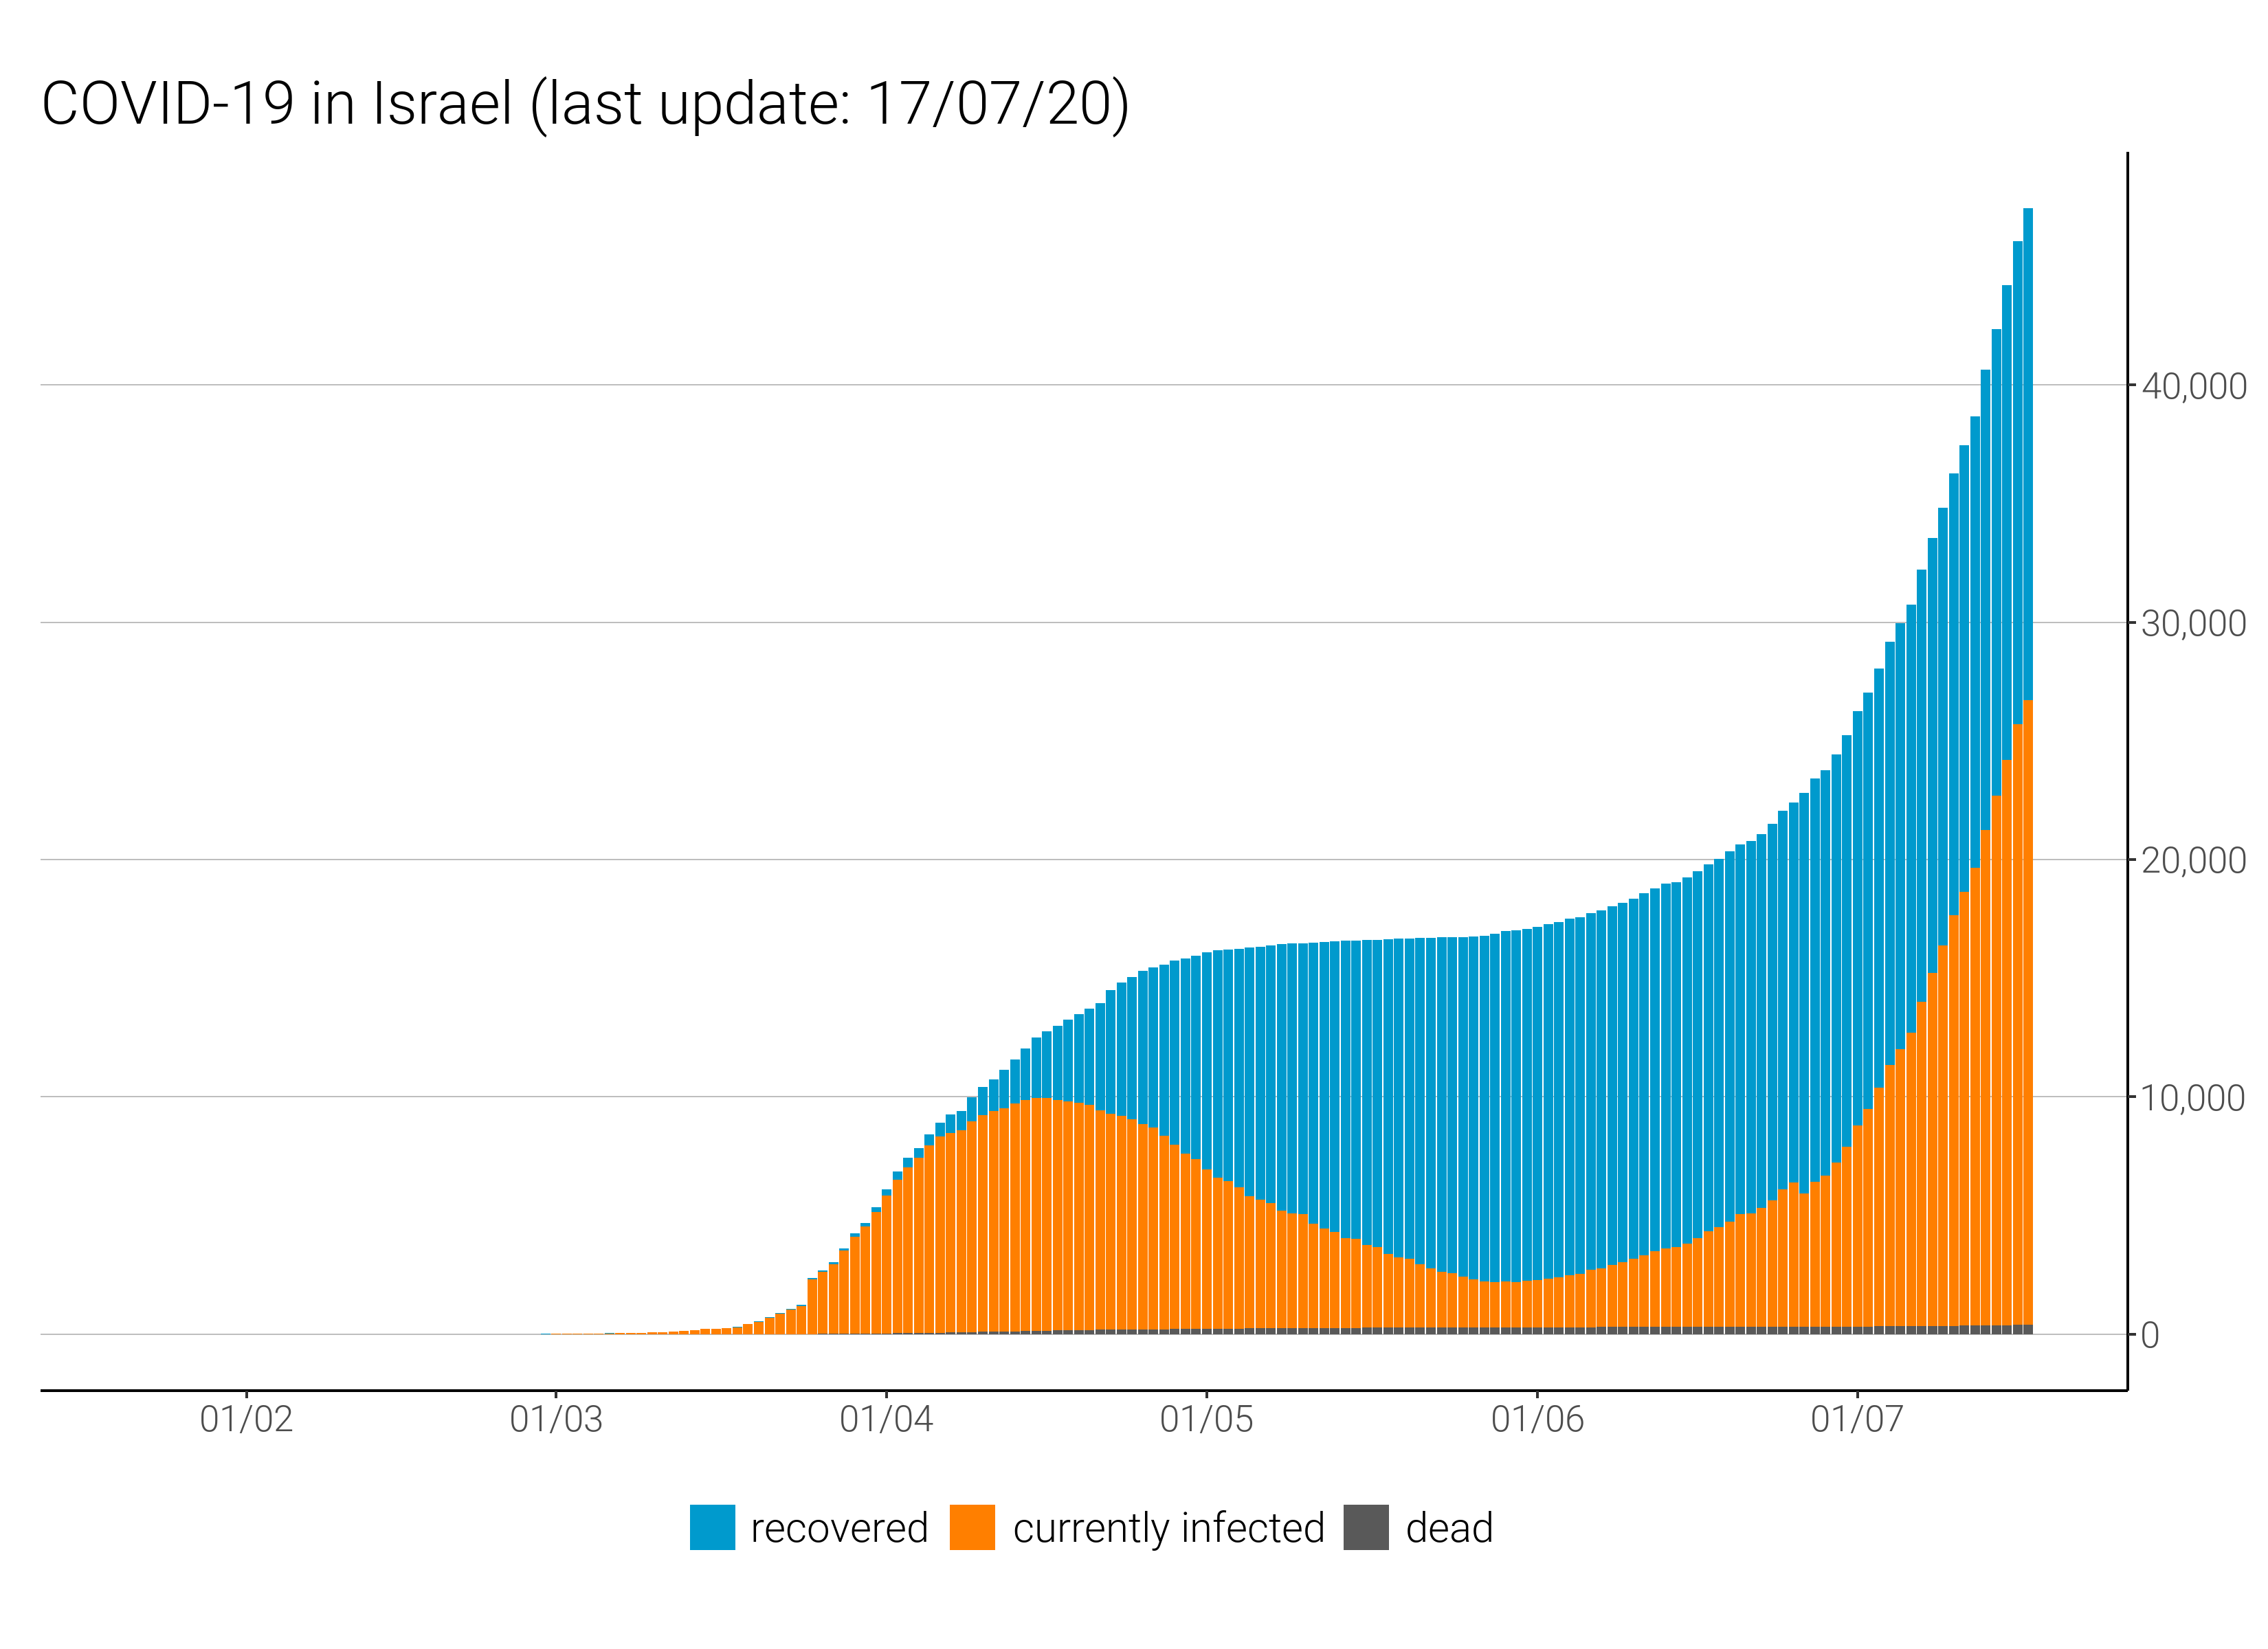 COVID-19 in Israel (last update: 17/07/20)
40,000
30,000
20,000
10,000
0
01/02 01/03 01/04 01/05 01/06 01/07
recovered currently infected dead